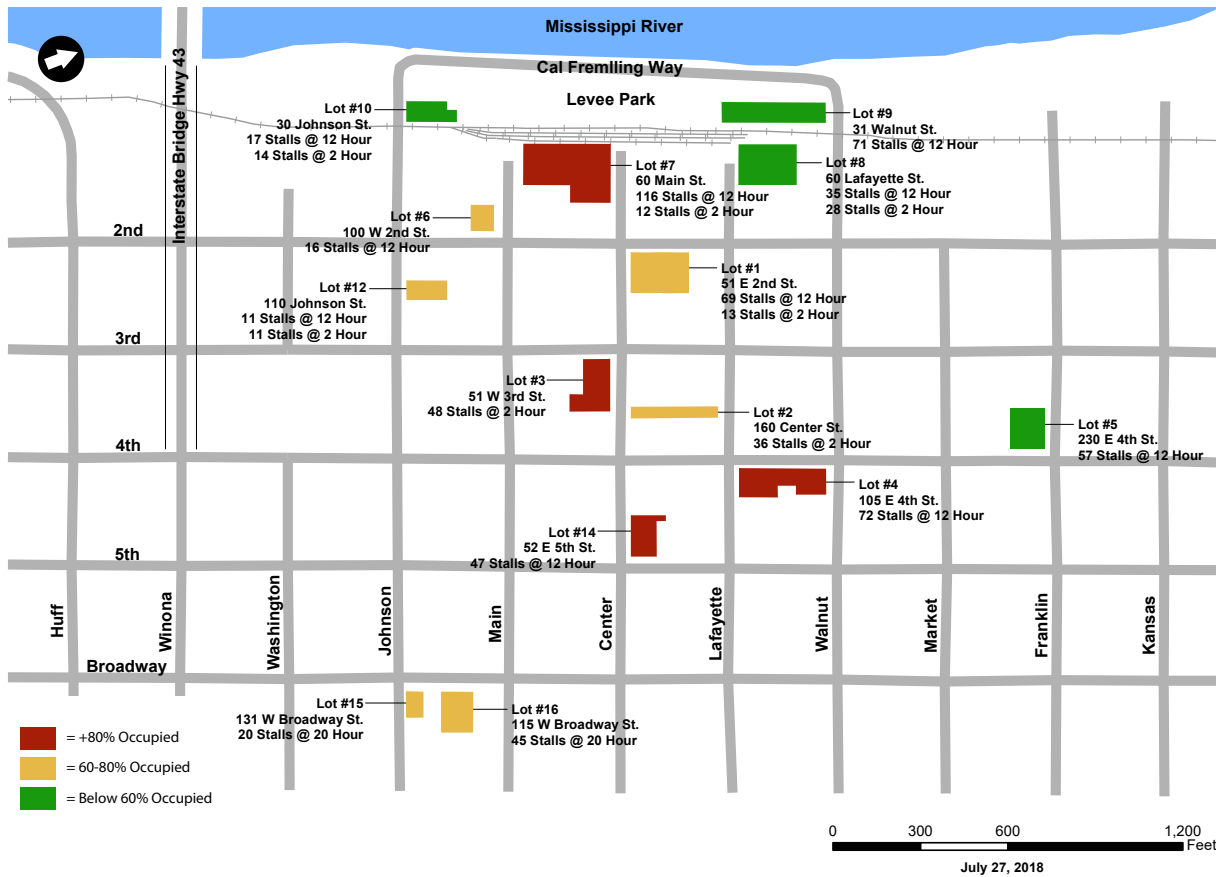 Mississippi River
Cal Fremlling Way
Levee Park
Interstate Bridge Hwy 43
Lot #10
30 Johnson St.
17 Stalls @ 12 Hour
14 Stalls @ 2 Hour
Lot #9
31 Walnut St.
71 Stalls @ 12 Hour
Lot #7
60 Main St.
116 Stalls @ 12 Hour
12 Stalls @ 2 Hour
Lot #8
60 Lafayette St.
35 Stalls @ 12 Hour
28 Stalls @ 2 Hour
Lot #6
100 W 2nd St.
16 Stalls @ 12 Hour
2nd
Lot #12
110 Johnson St.
11 Stalls @ 12 Hour
11 Stalls @ 2 Hour
Lot #1
51 E 2nd St.
69 Stalls @ 12 Hour
13 Stalls @ 2 Hour
3rd
Lot #3
51 W 3rd St.
48 Stalls @ 2 Hour
Lot #2
160 Center St.
36 Stalls @ 2 Hour
Lot #5
230 E 4th St.
57 Stalls @ 12 Hour
4th
Lot #4
105 E 4th St.
72 Stalls @ 12 Hour
Lot #14
52 E 5th St.
47 Stalls @ 12 Hour
5th
Huff
Winona
Washington
Johnson
Main
Center
Lafayette
Walnut
Market
Franklin
Kansas
Broadway
Lot #15
131 W Broadway St.
20 Stalls @ 20 Hour
Lot #16
115 W Broadway St.
45 Stalls @ 20 Hour
= +80% Occupied
= 60-80% Occupied
= Below 60% Occupied
0 300 600 1,200
Feet
July 27, 2018